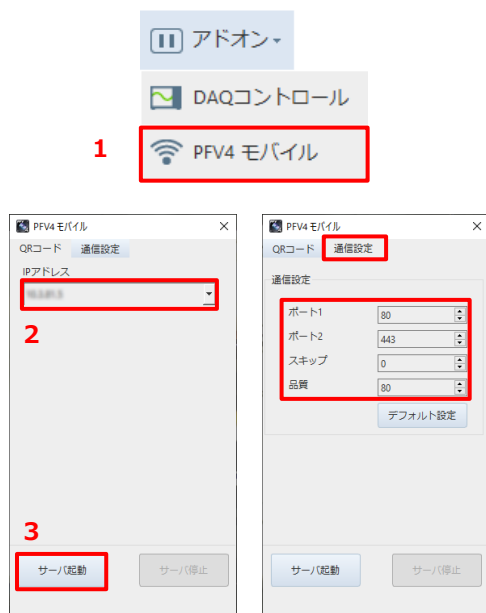 アドオン
DAQコントロール
1
PFV4 モバイル
PFV4 モバイル
QRコード 通信設定
IPアドレス
2
3
サーバ起動 サーバ停止
PFV4 モバイル
QRコード 通信設定
通信設定
ポート1 80
ポート2 443
スキップ 0
品質 80
デフォルト設定
サーバ起動 サーバ停止